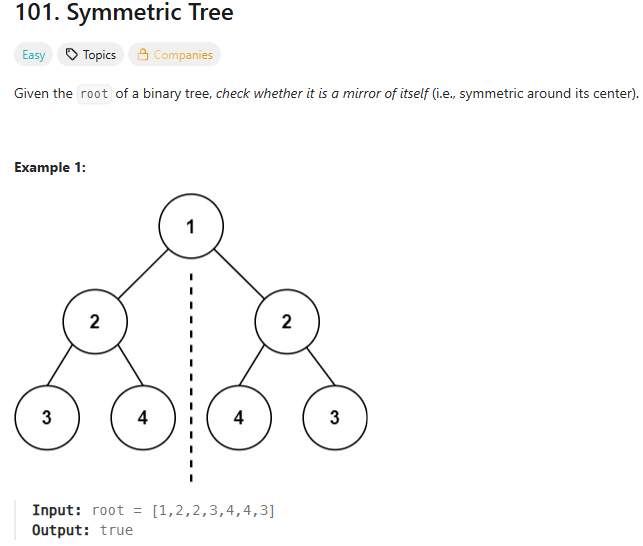 101. Symmetric Tree
Easy Topics Companies
Given the root of a binary tree, check whether it is a mirror of itself (i.e., symmetric around its center).
Example 1:
1
2 2
3 4 4 3
Input: root = [1,2,2,3,4,4,3]
Output: true